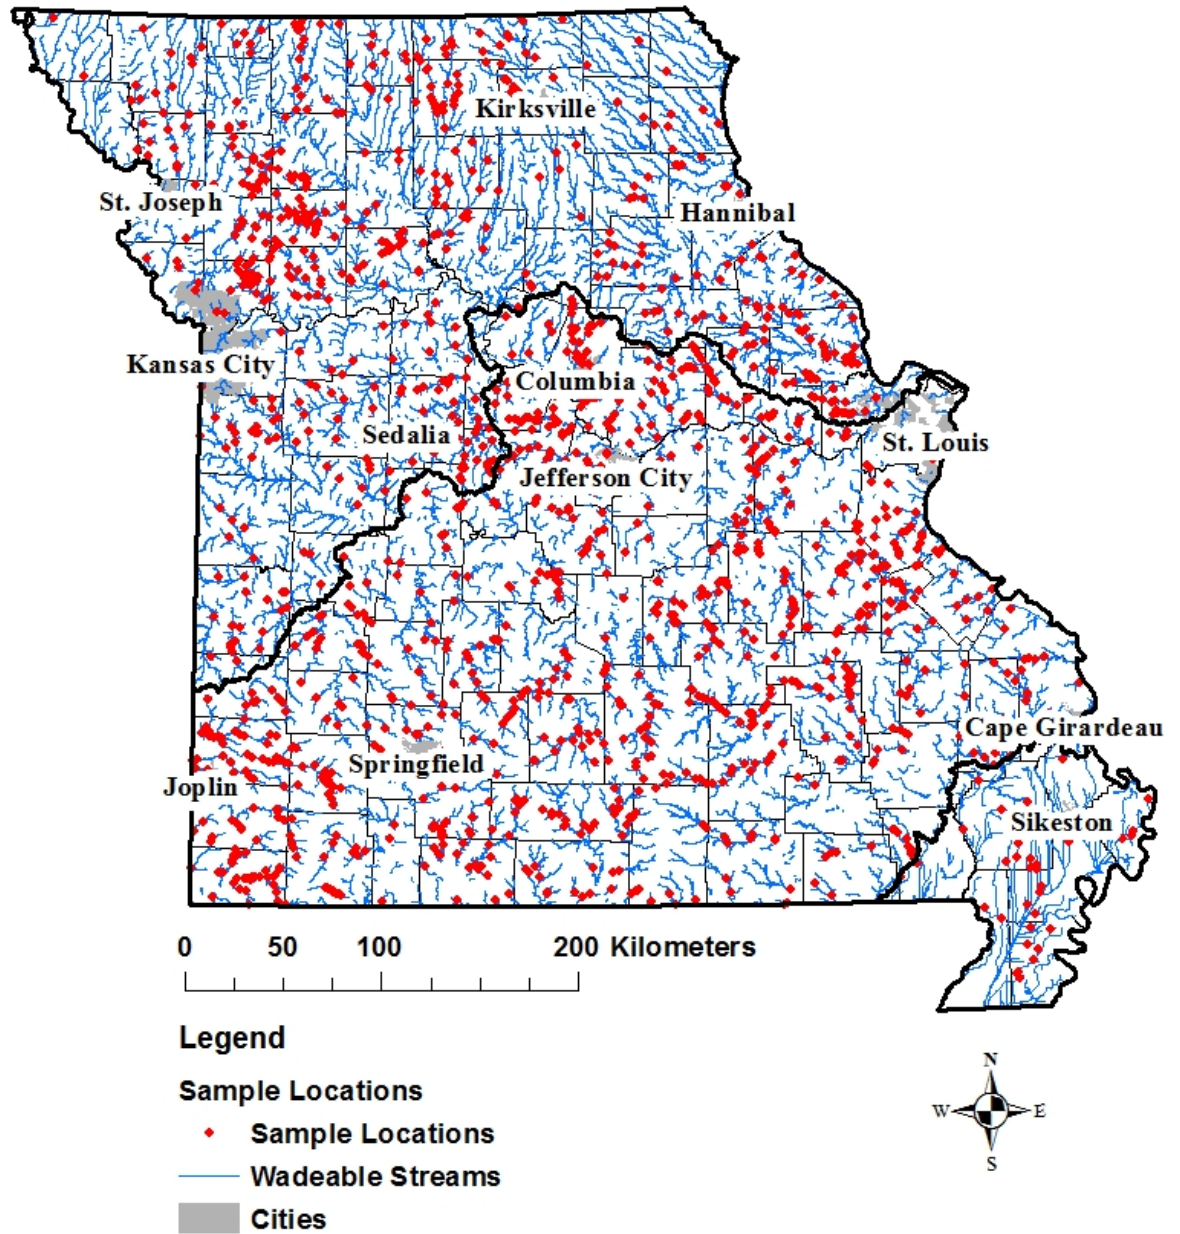 Kirksville
St. Joseph
Hannibal
Kansas City
Columbia
Sedalia
St. Louis
Jefferson City
Cape Girardeau
Springfield
Joplin
Sikeston
0 50 100 200 Kilometers
Legend
Sample Locations
Sample Locations
Wadeable Streams
Cities
N
W E
S